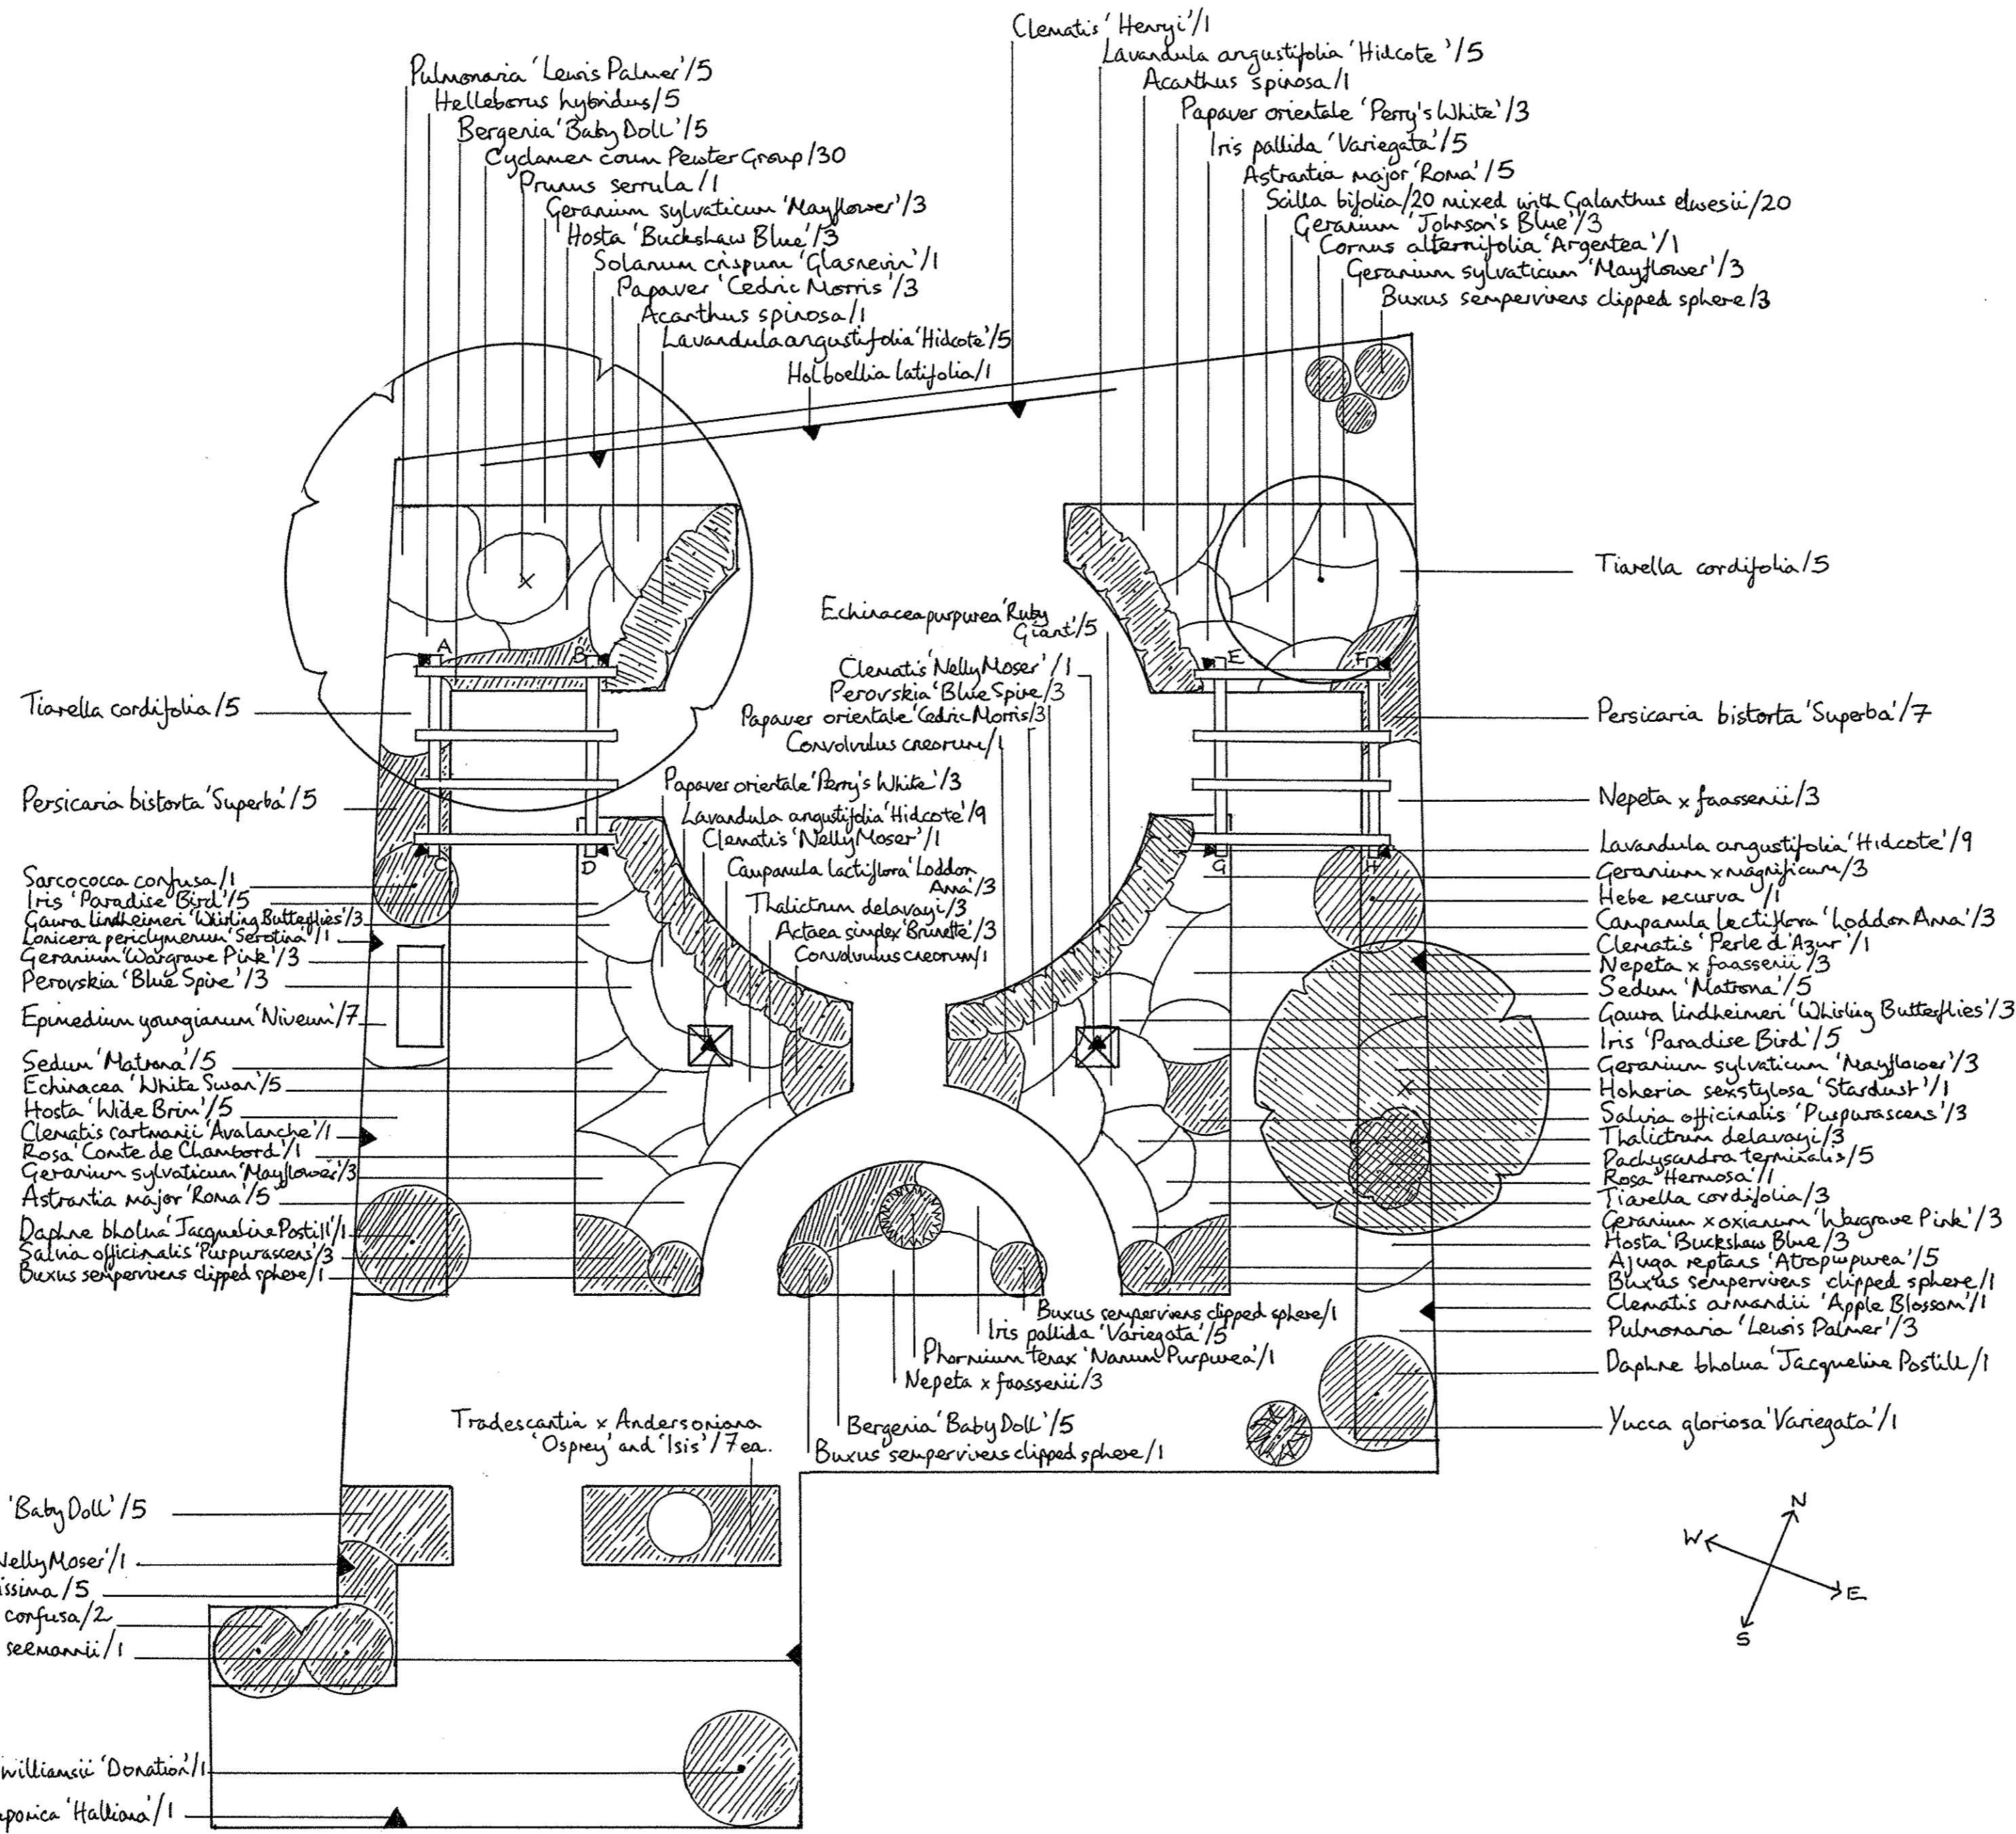 Clematis 'Henryi'/1
Lavandula angustifolia 'Hidcote'/5
Acanthus spinosa/1
Papaver orientale 'Perry's White'/3
Iris pallida 'Variegata'/5
Astrantia major 'Roma'/5
Scilla bifolia/20 mixed with Galanthus elwesii/20
Geranium 'Johnson's Blue'/3
Cornus alternifolia 'Argentea'/1
Geranium sylvaticum 'Mayflower'/3
Buxus sempervirens clipped sphere/3
Pulmonaria 'Lewis Palmer'/5
Helleborus hybridus/5
Bergenia 'Baby Doll'/5
Cyclamen coum Pewter Group/30
Prunus serrula/1
Geranium sylvaticum 'Mayflower'/3
Hosta 'Buckshaw Blue'/3
Solanum crispum 'Glasnevin'/1
Papaver 'Cedric Morris'/3
Acanthus spinosa/1
Lavandula angustifolia 'Hidcote'/5
Holboellia latifolia/1
A
B
C
D
E
F
G
H
Echinacea purpurea 'Ruby
Giant'/5
Clematis 'Nelly Moser'/1
Perovskia 'Blue Spire'/3
Papaver orientale 'Cedric Morris'/3
Convolvulus cneorum/1
Papaver orientale 'Perry's White'/3
Lavandula angustifolia 'Hidcote'/9
Clematis 'Nelly Moser'/1
Campanula lactiflora 'Loddon
Anna'/3
Thalictrum delavayi/3
Actaea simplex 'Brunette'/3
Convolvulus cneorum/1
Tiarella cordifolia/5
Persicaria bistorta 'Superba'/5
Sarcococca confusa/1
Iris 'Paradise Bird'/5
Gaura lindheimeri 'Whirling Butterflies'/3
Lonicera periclymenum 'Serotina'/1
Geranium 'Wargrave Pink'/3
Perovskia 'Blue Spire'/3
Epimedium youngianum 'Niveum'/7
Sedum 'Matrona'/5
Echinacea 'White Swan'/5
Hosta 'Wide Brim'/5
Clematis cartmanii 'Avalanche'/1
Rosa 'Comte de Chambord'/1
Geranium sylvaticum 'Mayflower'/3
Astrantia major 'Roma'/5
Daphne bholua 'Jacqueline Postill'/1
Salvia officinalis 'Purpurascens'/3
Buxus sempervirens clipped sphere/1
Tiarella cordifolia/5
Persicaria bistorta 'Superba'/7
Nepeta x faassenii/3
Lavandula angustifolia 'Hidcote'/9
Geranium x magnificum/3
Hebe recurva /1
Campanula lectiflora 'Loddon Anna'/3
Clematis 'Perle d'Azur'/1
Nepeta x faassenii/3
Sedum 'Matrona'/5
Gaura lindheimeri 'Whirling Butterflies'/3
Iris 'Paradise Bird'/5
Geranium sylvaticum 'Mayflower'/3
Hoheria sexstylosa 'Stardust'/1
Salvia officinalis 'Purpurascens'/3
Thalictrum delavayi/3
Pachysandra terminalis/5
Rosa 'Hermosa'/1
Tiarella cordifolia/3
Geranium x oxianum 'Wargrave Pink'/3
Hosta 'Buckshaw Blue'/3
Ajuga reptans 'Atropurpurea'/5
Buxus sempervirens clipped sphere/1
Clematis armandii 'Apple Blossom'/1
Pulmonaria 'Lewis Palmer'/3
Daphne bholua 'Jacqueline Postill'/1
Yucca gloriosa 'Variegata'/1
Buxus sempervirens clipped sphere/1
Iris pallida 'Variegata'/5
Phormium tenax 'Nanum Purpurea'/1
Nepeta x faassenii/3
Bergenia 'Baby Doll'/5
Buxus sempervirens clipped sphere/1
Tradescantia x Andersoniana
'Osprey' and 'Isis'/7 ea.
'Baby Doll'/5
Nelly Moser'/1
issima/5
confusa/2
seemannii/1
williamsii 'Donation'/1
aponica 'Halliana'/1
N
W
E
S